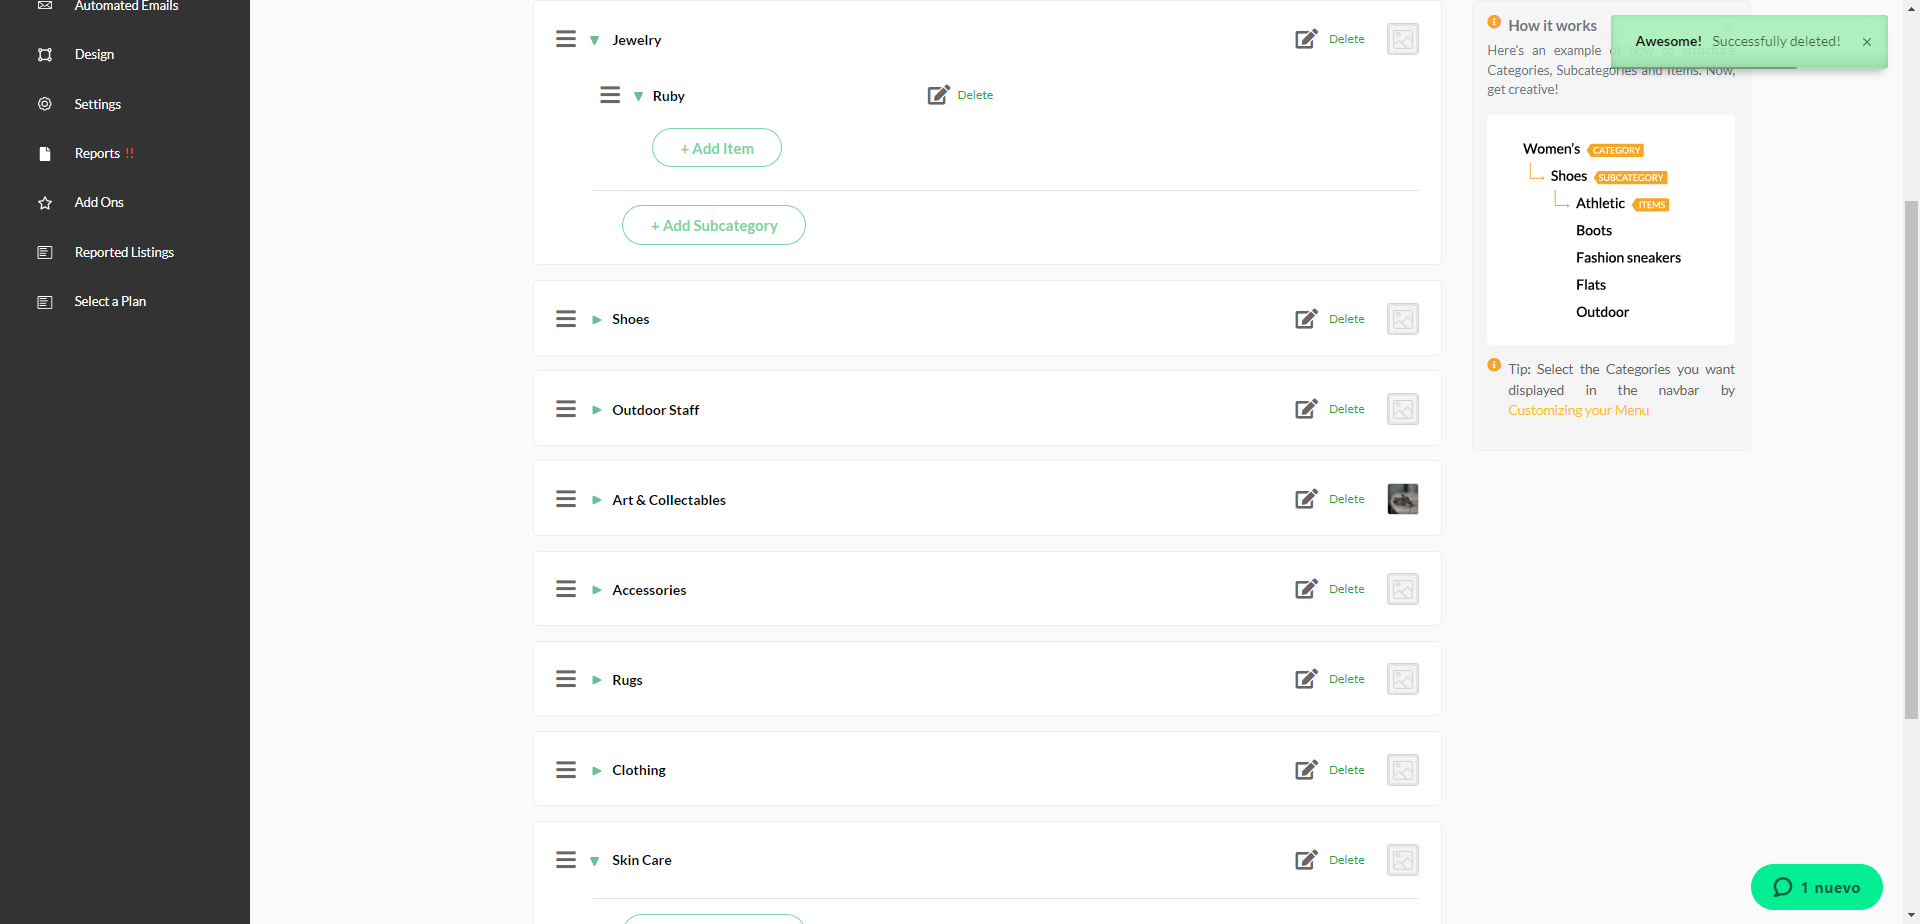 Automated Emails
Design
Settings
Reports !!
Add Ons
Reported Listings
Select a Plan
Jewelry
Delete
Ruby
Delete
+ Add Item
+ Add Subcategory
Shoes
Delete
Outdoor Staff
Delete
Art & Collectables
Delete
Accessories
Delete
Rugs
Delete
Clothing
Delete
Skin Care
Delete
How it works
Awesome! Successfully deleted! ×
Here's an example of how to structure
Categories, Subcategories and Items. Now,
get creative!
Women's CATEGORY
Shoes SUBCATEGORY
Athletic ITEMS
Boots
Fashion sneakers
Flats
Outdoor
Tip: Select the Categories you want
displayed in the navbar by
Customizing your Menu
1 nuevo